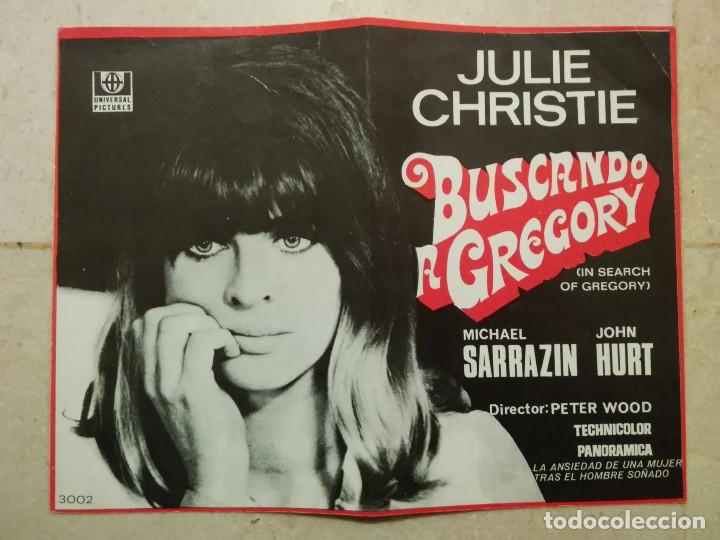 UNIVERSAL
PICTURES
JULIE
CHRISTIE
BUSCANDO
A GREGORY
(IN SEARCH
OF GREGORY)
MICHAEL JOHN
SARRAZIN HURT
Director: PETER WOOD
TECHNICOLOR
PANORAMICA
LA ANSIEDAD DE UNA MUJER
TRAS EL HOMBRE SOÑADO
3002
todocoleccion.net